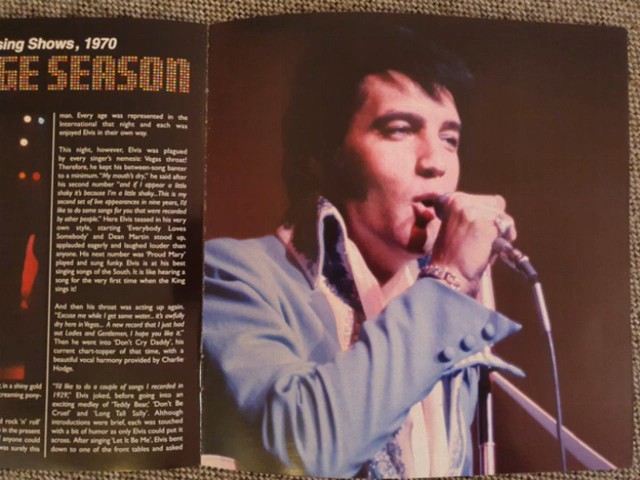 sing Shows, 1970
GE SEASON
man. Every age was represented in the
International that night and each was
enjoyed Elvis in their own way.
This night, however, Elvis was plagued
by every singer's nemesis: Vegas throat!
Therefore, he kept his between-song banter
to a minimum. "My mouth's dry," he said after
his second number "and if I appear a little
shaky it's because I'm a little shaky...This is my
second set of live appearances in nine years, I'd
like to do some songs for you that were recorded
by other people." Here Elvis teased in his very
own style, starting 'Everybody Loves
Somebody' and Dean Martin stood up,
applauded eagerly and laughed louder than
anyone. His next number was 'Proud Mary'
played and sung funky. Elvis is at his best
singing songs of the South. It is like hearing a
song for the very first time when the King
sings it!
And then his throat was acting up again.
"Excuse me while I get some water... it's awfully
dry here in Vegas... A new record that I just had
out Ladies and Gentlemen, I hope you like it."
Then he went into 'Don't Cry Daddy', his
current chart-topper of that time, with a
beautiful vocal harmony provided by Charlie
Hodge.
"I'd like to do a couple of songs I recorded in
1929," Elvis joked, before going into an
exciting medley of 'Teddy Bear,' 'Don't Be
Cruel' and 'Long Tall Sally'. Although
introductions were brief, each was touched
with a bit of humor as only Elvis could put it
across. After singing 'Let It Be Me', Elvis bent
down to one of the front tables and asked
in a shiny gold
screaming pony-
d rock 'n' roll'
e in the present
f anyone could
was surely this